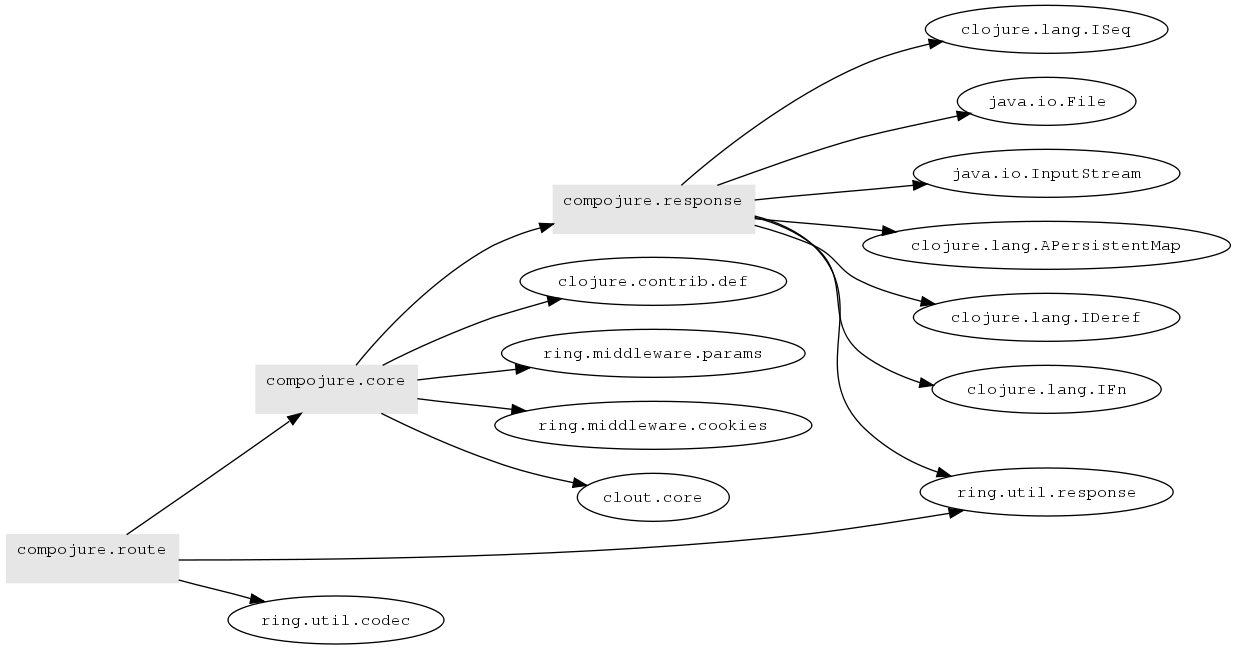 clojure.lang.ISeq
java.io.File
java.io.InputStream
compojure.response
clojure.lang.APersistentMap
clojure.contrib.def
clojure.lang.IDeref
ring.middleware.params
compojure.core
clojure.lang.IFn
ring.middleware.cookies
clout.core
ring.util.response
compojure.route
ring.util.codec